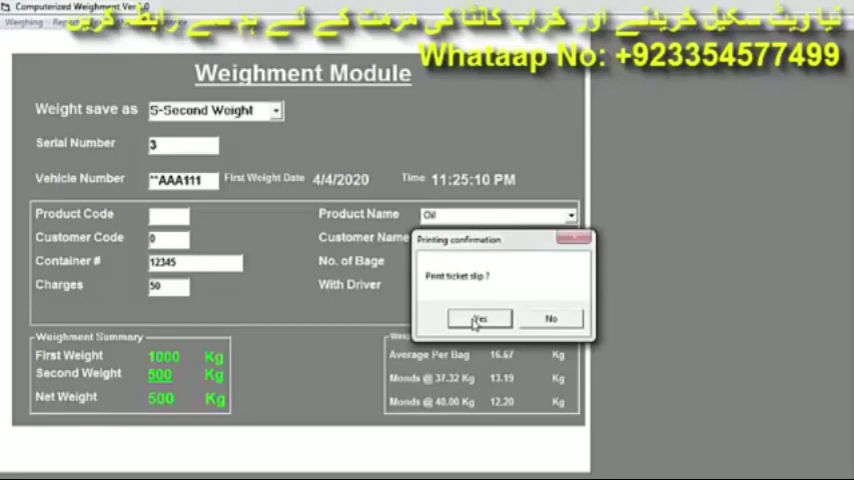 Computerized Weighment Ver 1.0
Weighing
نیا ویٹ سکیل خریدنے اور خراب کانٹا کی مرمت کے لئے ہم سے رابطہ کریں
Whataap No: +923354577499
Weighment Module
Weight save as S-Second Weight
Serial Number 3
Vehicle Number **AAA111 First Weight Date 4/4/2020 Time 11:25:10 PM
Product Code Product Name Oil
Customer Code 0 Customer Name
Container # 12345 No. of Bage
Charges 50 With Driver
Printing confirmation
Print ticket slip ?
Yes No
Weighment Summary
First Weight 1000 Kg
Second Weight 500 Kg
Net Weight 500 Kg
Average Per Bag 16.67 Kg
Monds @ 37.32 Kg 13.19 Kg
Monds @ 40.00 Kg 12.20 Kg